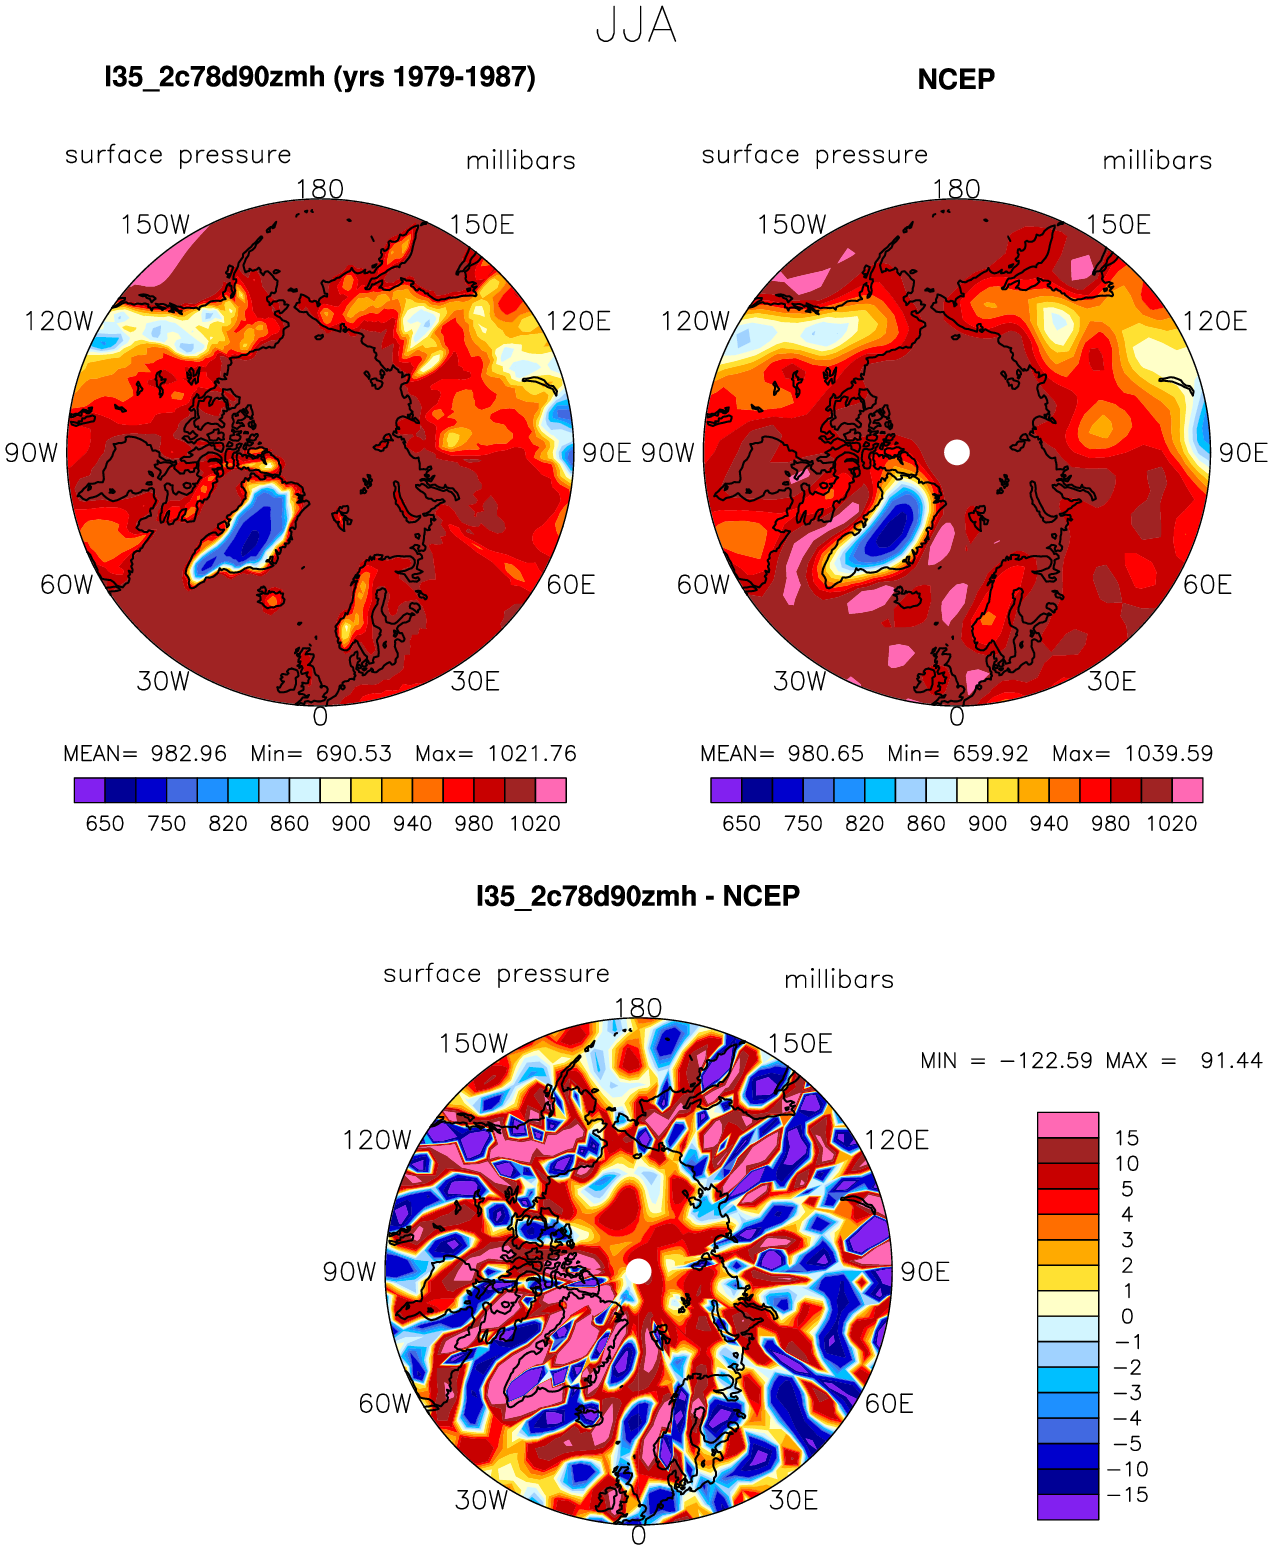 JJA
I35_2c78d90zmh (yrs 1979-1987)
NCEP
surface pressure millibars
surface pressure millibars
180
150W 150E
120W 120E
90W 90E
60W 60E
30W 30E
0
180
150W 150E
120W 120E
90W 90E
60W 60E
30W 30E
0
MEAN= 982.96 Min= 690.53 Max= 1021.76
650 750 820 860 900 940 980 1020
MEAN= 980.65 Min= 659.92 Max= 1039.59
650 750 820 860 900 940 980 1020
I35_2c78d90zmh - NCEP
surface pressure millibars
180
150W 150E
120W 120E
90W 90E
60W 60E
30W 30E
0
MIN = -122.59 MAX = 91.44
15
10
5
4
3
2
1
0
-1
-2
-3
-4
-5
-10
-15